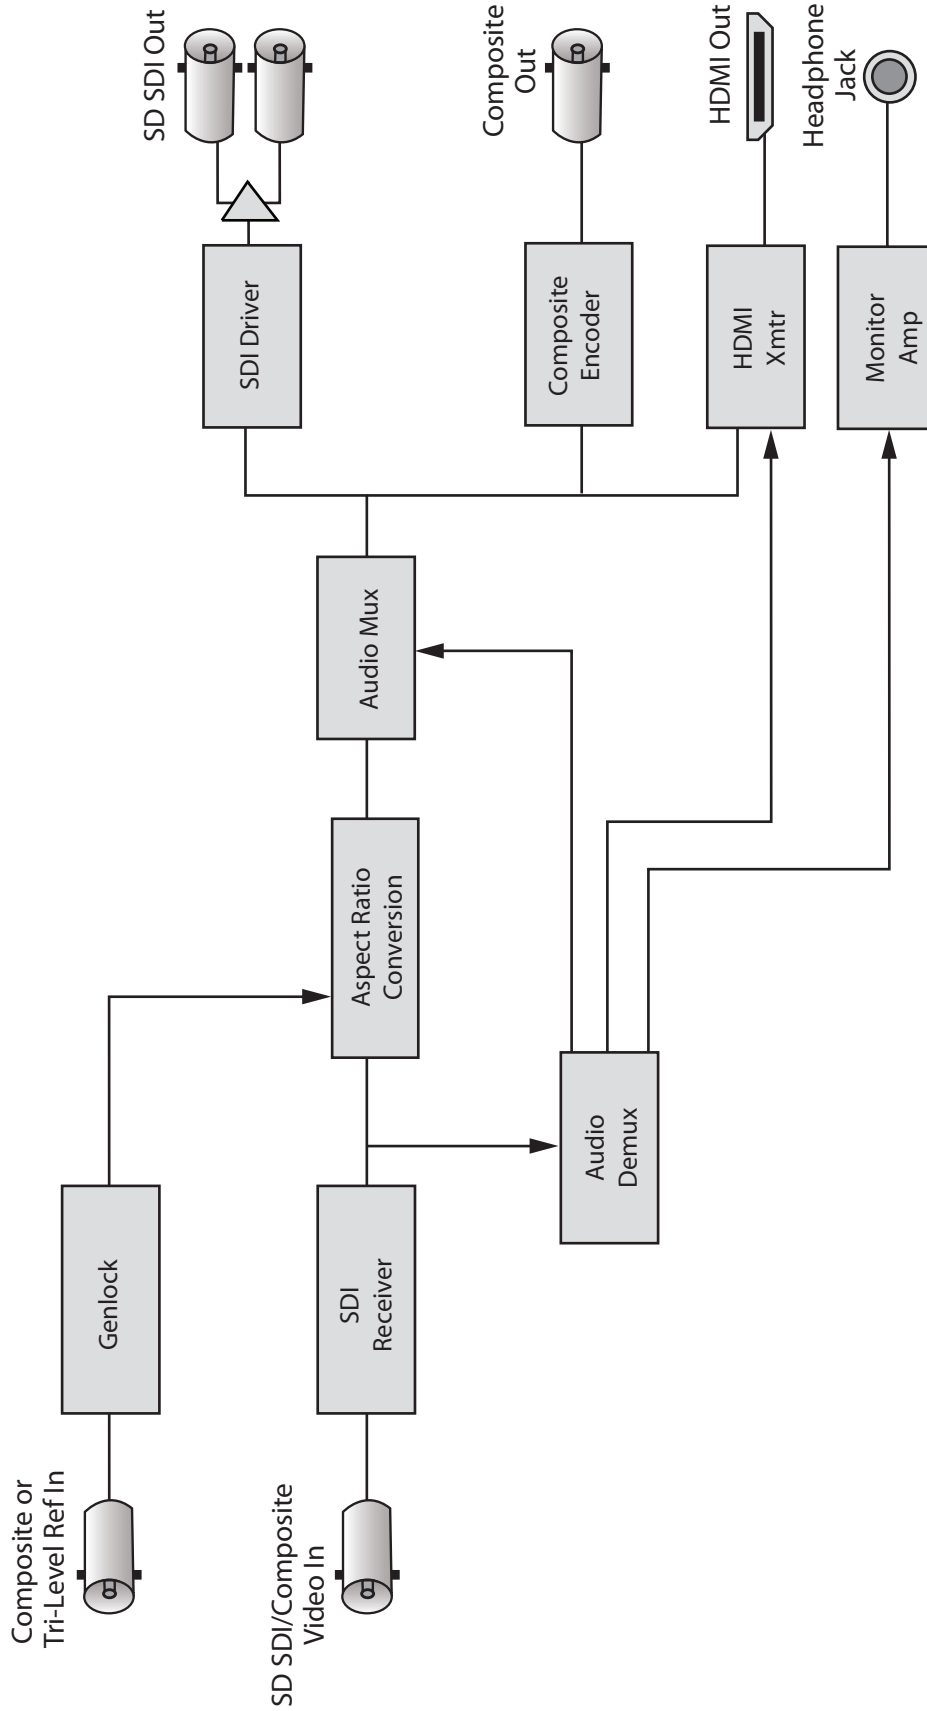 Composite or
Tri-Level Ref In
Genlock
SD SDI/Composite
Video In
SDI
Receiver
Aspect Ratio
Conversion
Audio Mux
Audio
Demux
SDI Driver
SD SDI Out
Composite
Encoder
Composite
Out
HDMI
Xmtr
HDMI Out
Monitor
Amp
Headphone
Jack